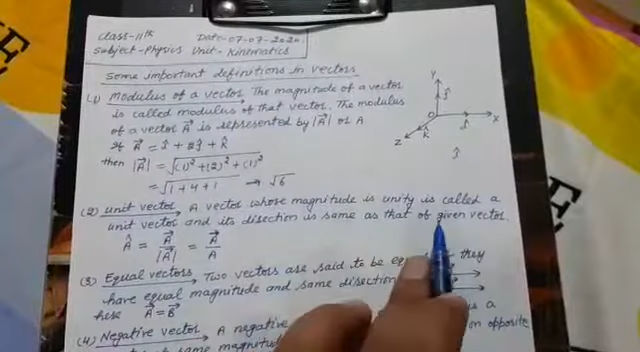 Class-11th Date-07-07-2020
Subject-Physics Unit-Kinematics
Some important definitions in vectors
(1) Modulus of a vector The magnitude of a vector
is called modulus of that vector. The modulus
of a vector A⃗ is represented by |A⃗| or A
If A⃗ = î + 2ĵ + k̂
then |A⃗| = √(1)² + (2)² + (1)²
= √1 + 4 + 1 → √6
Y
ĵ
O
î
X
k̂
Z
ĵ
(2) unit vector → A vector whose magnitude is unity is called a
unit vector and its direction is same as that of given vector.
Â = A⃗/|A⃗| = A⃗/A
(3) Equal vectors → Two vectors are said to be they
have equal magnitude and same direction
here A⃗ = B⃗
(4) Negative vector → A negative is a
same opposite